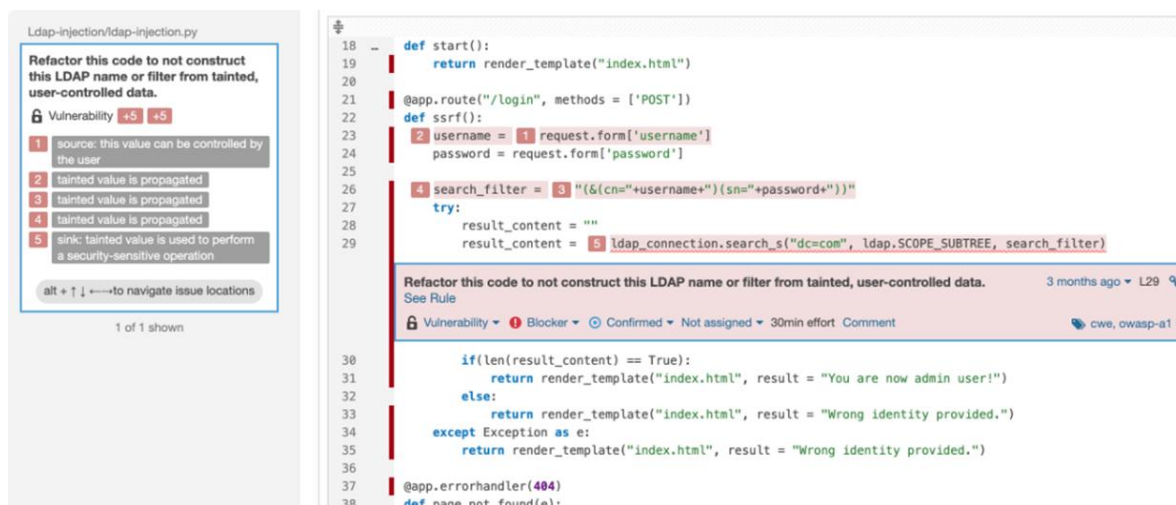 Ldap-injection/ldap-injection.py
Refactor this code to not construct
this LDAP name or filter from tainted,
user-controlled data.
Vulnerability +5 +5
1 source: this value can be controlled by
the user
2 tainted value is propagated
3 tainted value is propagated
4 tainted value is propagated
5 sink: tainted value is used to perform
a security-sensitive operation
alt + ↑ ↓ ←→to navigate issue locations
1 of 1 shown
18 … def start():
19 return render_template("index.html")
20
21 @app.route("/login", methods = ['POST'])
22 def ssrf():
23 2 username = 1 request.form['username']
24 password = request.form['password']
25
26 4 search_filter = 3 "(&(cn="+username+")(sn="+password+"))"
27 try:
28 result_content = ""
29 result_content = 5 ldap_connection.search_s("dc=com", ldap.SCOPE_SUBTREE, search_filter)
Refactor this code to not construct this LDAP name or filter from tainted, user-controlled data. 3 months ago L29
See Rule
Vulnerability Blocker Confirmed Not assigned 30min effort Comment cwe, owasp-a1
30 if(len(result_content) == True):
31 return render_template("index.html", result = "You are now admin user!")
32 else:
33 return render_template("index.html", result = "Wrong identity provided.")
34 except Exception as e:
35 return render_template("index.html", result = "Wrong identity provided.")
36
37 @app.errorhandler(404)
38 def page_not_found(e):